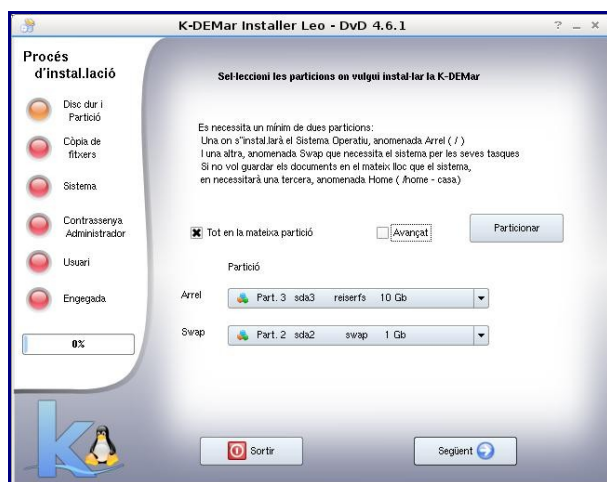 K-DEMar Installer Leo - DvD 4.6.1
Procés
d'instal.lació
Disc dur i
Partició
Còpia de
fitxers
Sistema
Contrassenya
Administrador
Usuari
Engegada
0%
Sel·leccioni les particions on vulgui instal·lar la K-DEMar
Es necessita un mínim de dues particions:
Una on s"instal.larà el Sistema Operatiu, anomenada Arrel ( / )
I una altra, anomenada Swap que necessita el sistema per les seves tasques
Si no vol guardar els documents en el mateix lloc que el sistema,
en necessitarà una tercera, anomenada Home ( /home - casa)
Tot en la mateixa partició
Avançat
Particionar
Partició
Arrel Part. 3 sda3 reiserfs 10 Gb
Swap Part. 2 sda2 swap 1 Gb
Sortir
Següent